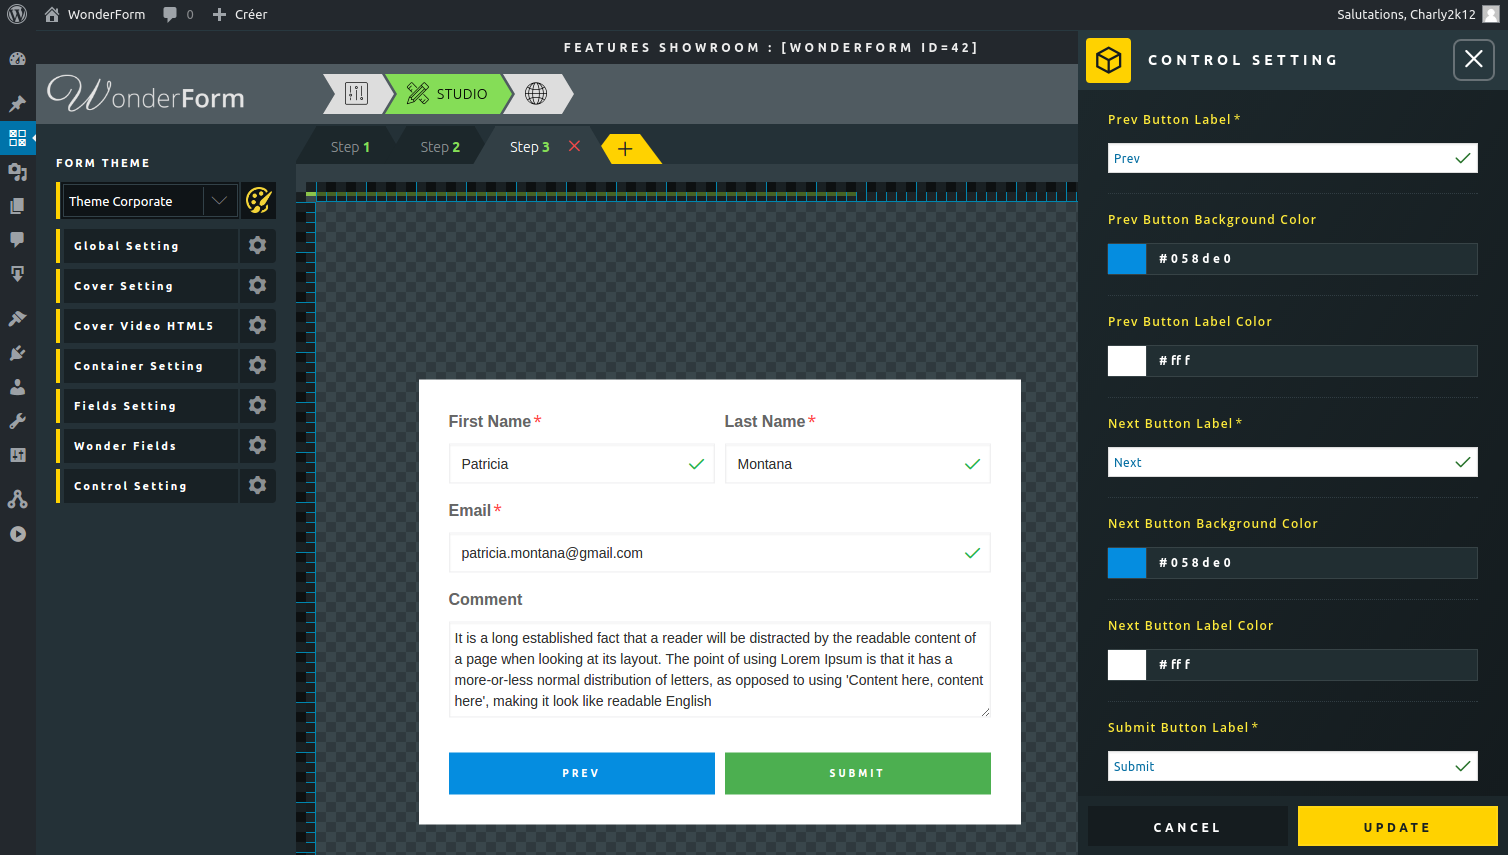 WonderForm
0
Créer
Salutations, Charly2k12
FEATURES SHOWROOM : [WONDERFORM ID=42]
WonderForm
STUDIO
Step 1
Step 2
Step 3
FORM THEME
Theme Corporate
Global Setting
Cover Setting
Cover Video HTML5
Container Setting
Fields Setting
Wonder Fields
Control Setting
First Name *
Last Name *
Patricia
Montana
Email *
patricia.montana@gmail.com
Comment
It is a long established fact that a reader will be distracted by the readable content of
a page when looking at its layout. The point of using Lorem Ipsum is that it has a
more-or-less normal distribution of letters, as opposed to using 'Content here, content
here', making it look like readable English
PREV
SUBMIT
CONTROL SETTING
Prev Button Label *
Prev
Prev Button Background Color
#058de0
Prev Button Label Color
#fff
Next Button Label *
Next
Next Button Background Color
#058de0
Next Button Label Color
#fff
Submit Button Label *
Submit
CANCEL
UPDATE